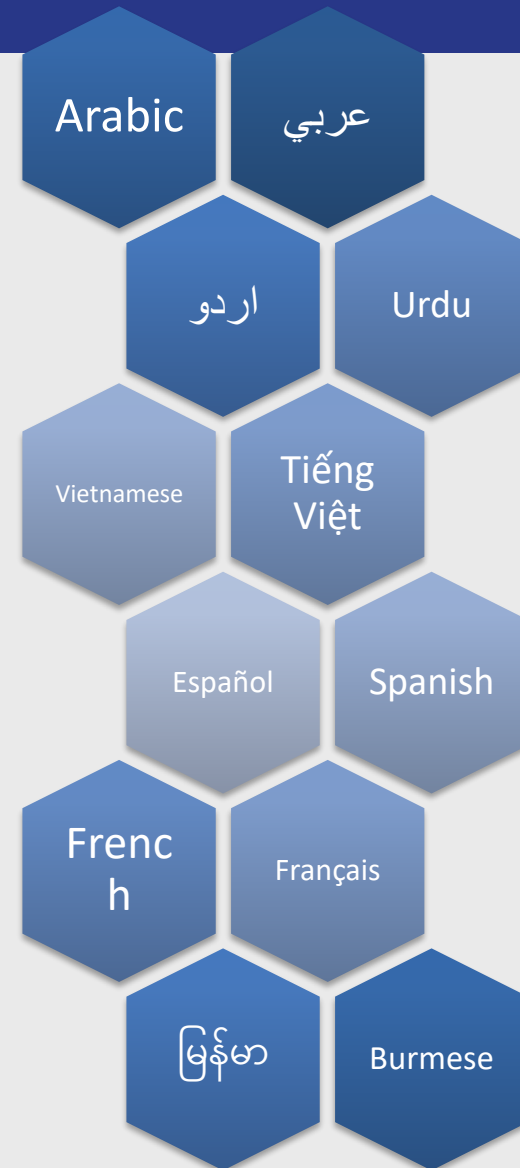 Arabic
عربي
اردو
Urdu
Vietnamese
Tiếng
Việt
Español
Spanish
Frenc
h
Français
မြန်မာ
Burmese